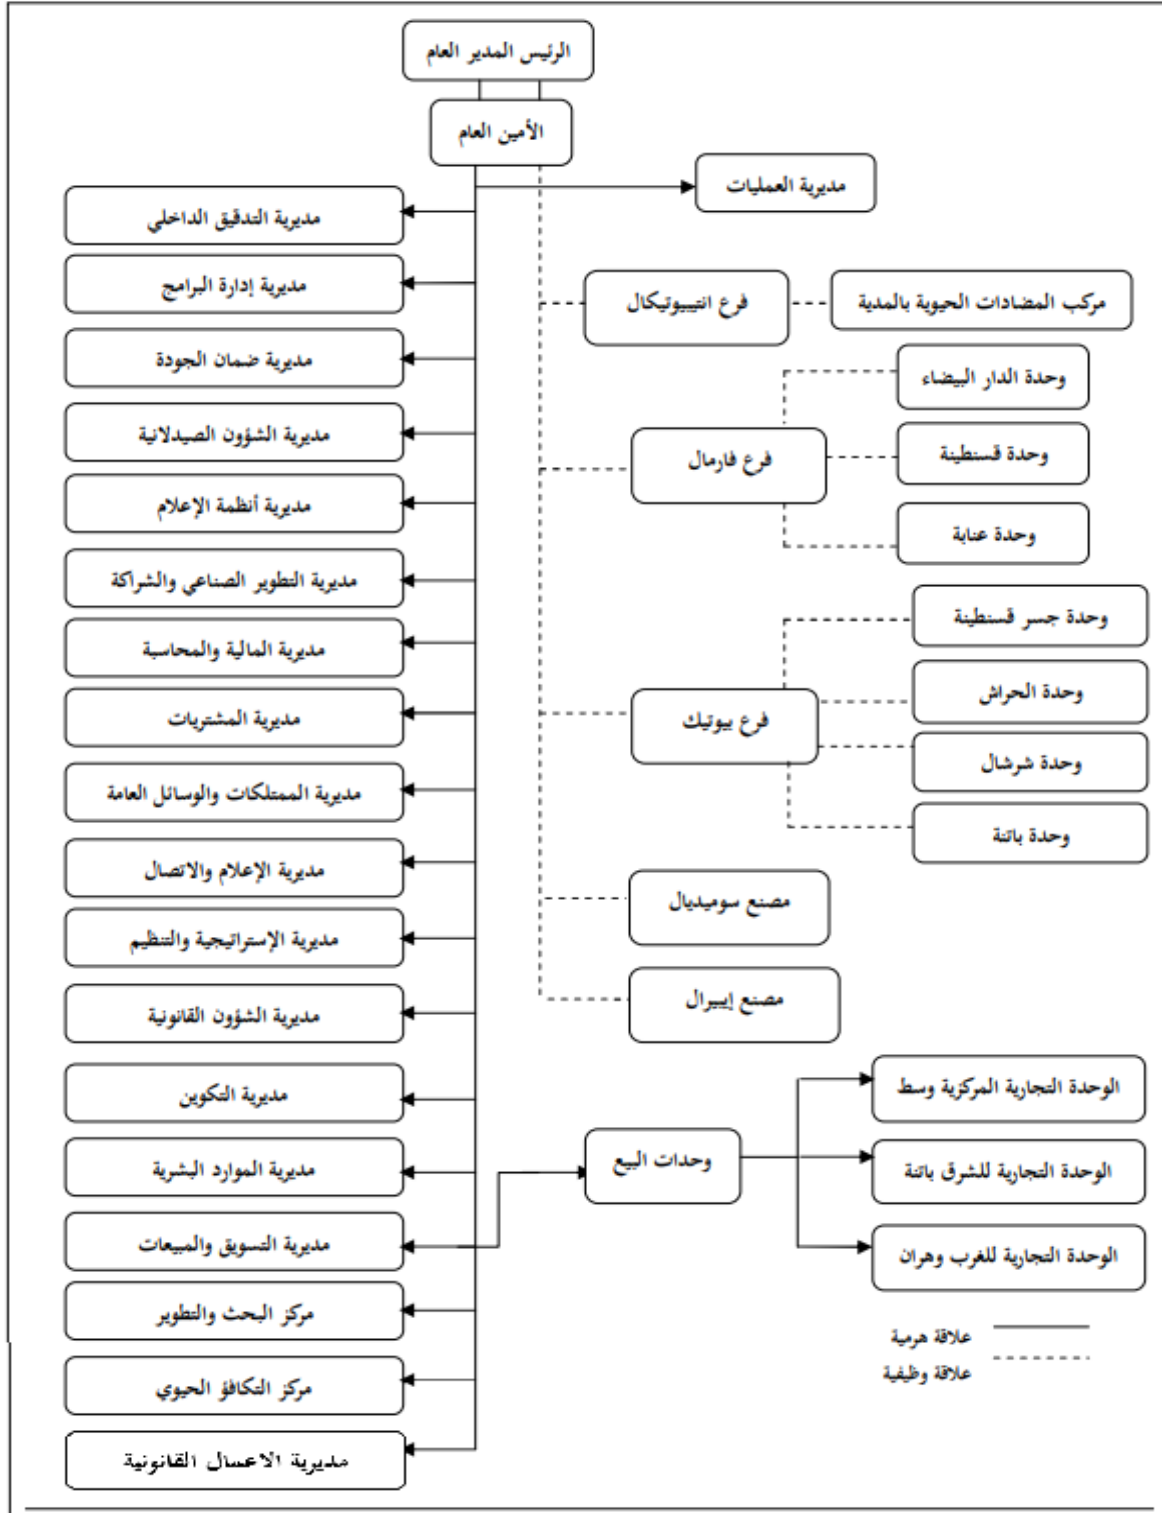 الرئيس المدير العام
الأمين العام
مديرية العمليات
مديرية التدقيق الداخلي
مديرية إدارة البرامج
مديرية ضمان الجودة
مديرية الشؤون الصيدلانية
مديرية أنظمة الإعلام
مديرية التطوير الصناعي والشراكة
مديرية المالية والمحاسبة
مديرية المشتريات
مديرية الممتلكات والوسائل العامة
مديرية الإعلام والاتصال
مديرية الإستراتيجية والتنظيم
مديرية الشؤون القانونية
مديرية التكوين
مديرية الموارد البشرية
مديرية التسويق والمبيعات
مركز البحث والتطوير
مركز التكافؤ الحيوي
مديرية الاعمال القانونية
فرع انتيبيوتيكال
مركب المضادات الحيوية بالمدية
فرع فارمال
وحدة الدار البيضاء
وحدة قسنطينة
وحدة عنابة
فرع بيوتيك
وحدة جسر قسنطينة
وحدة الحراش
وحدة شرشال
وحدة باتنة
مصنع سوميديال
مصنع إيبيرال
وحدات البيع
الوحدة التجارية المركزية وسط
الوحدة التجارية للشرق باتنة
الوحدة التجارية للغرب وهران
علاقة هرمية
علاقة وظيفية